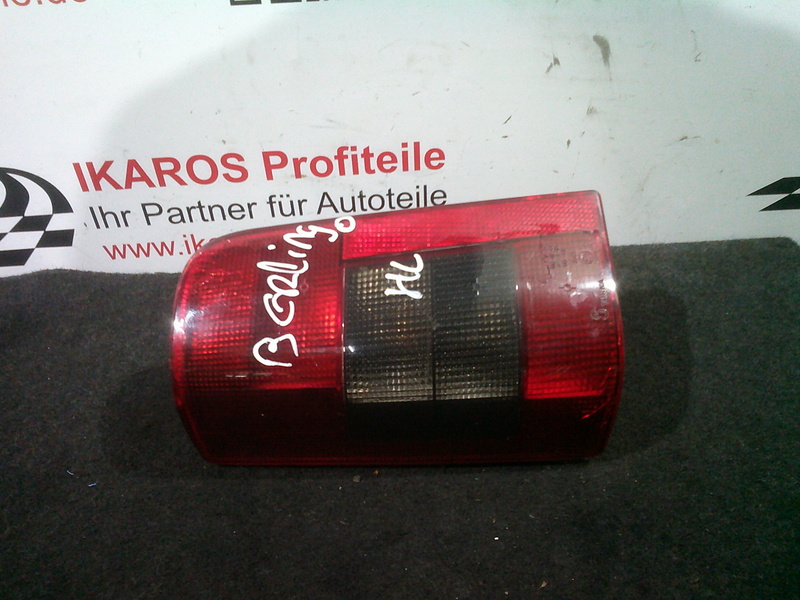 IKAROS Profiteile
Ihr Partner für Autoteile
www.ik
Berlingo
HL